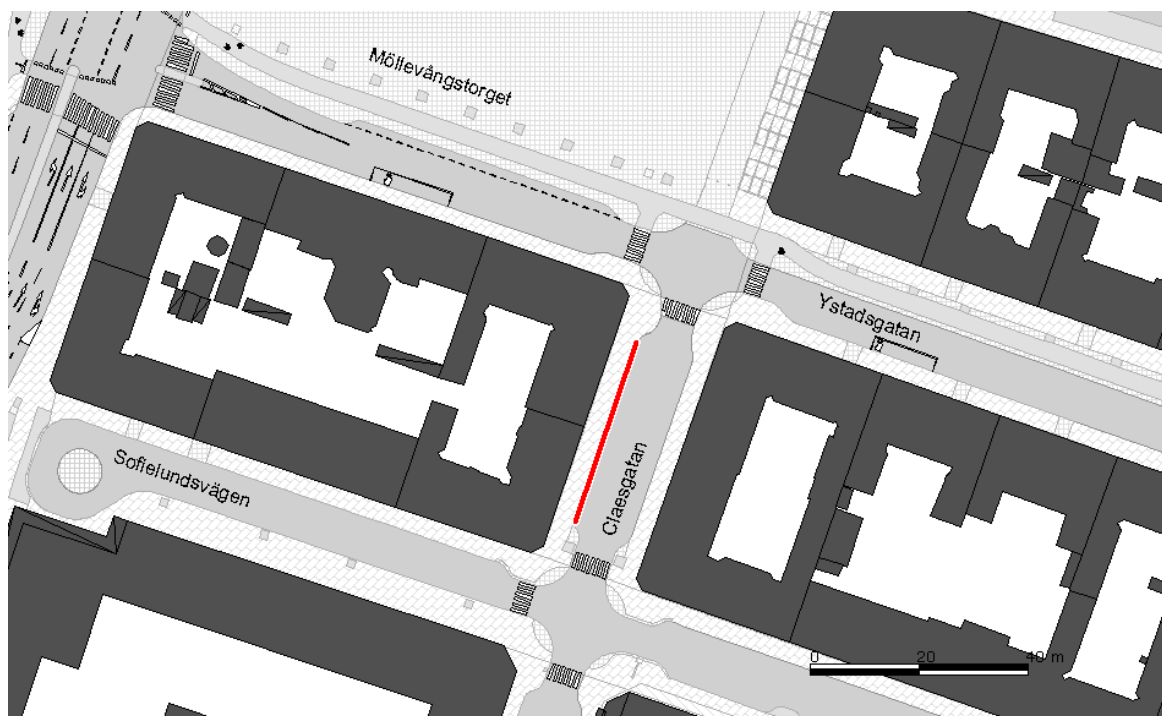 Möllevångstorget
Ystadsgatan
Claesgatan
Sofielundsvägen
0 20 40 m